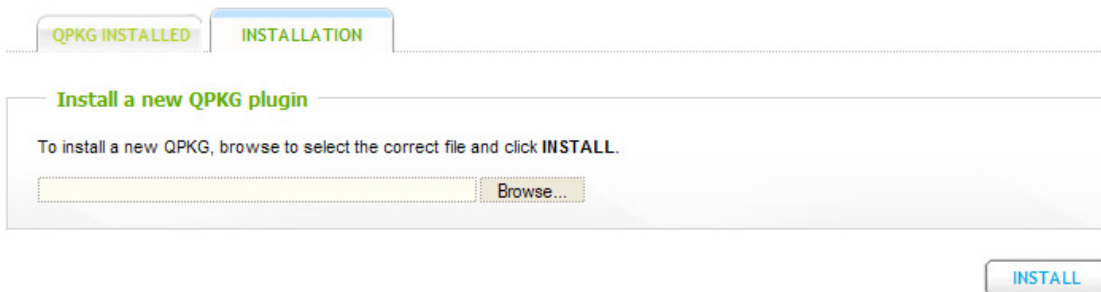 QPKG INSTALLED INSTALLATION
Install a new QPKG plugin
To install a new QPKG, browse to select the correct file and click INSTALL.
Browse...
INSTALL